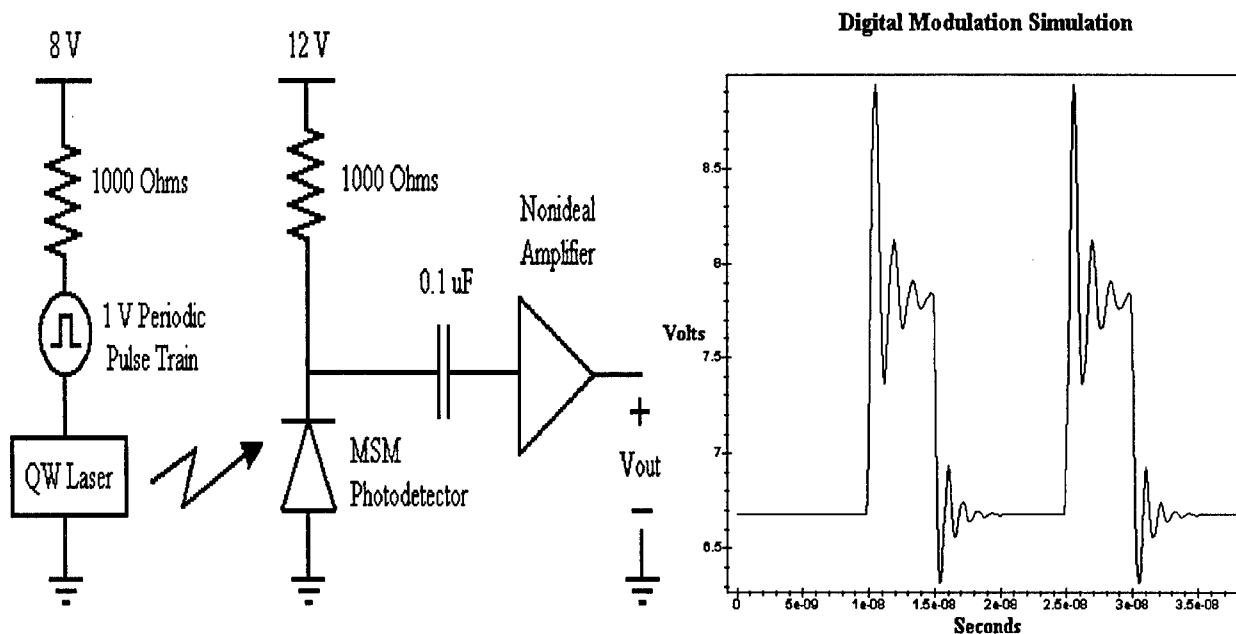 8 V
1000 Ohms
1 V Periodic
Pulse Train
QW Laser
12 V
1000 Ohms
MSM
Photodetector
0.1 uF
Nonideal
Amplifier
+
Vout
-
Digital Modulation Simulation
Volts
8.5
8
7.5
7
6.5
0
5e-09
1e-08
1.5e-08
2e-08
2.5e-08
3e-08
3.5e-08
Seconds